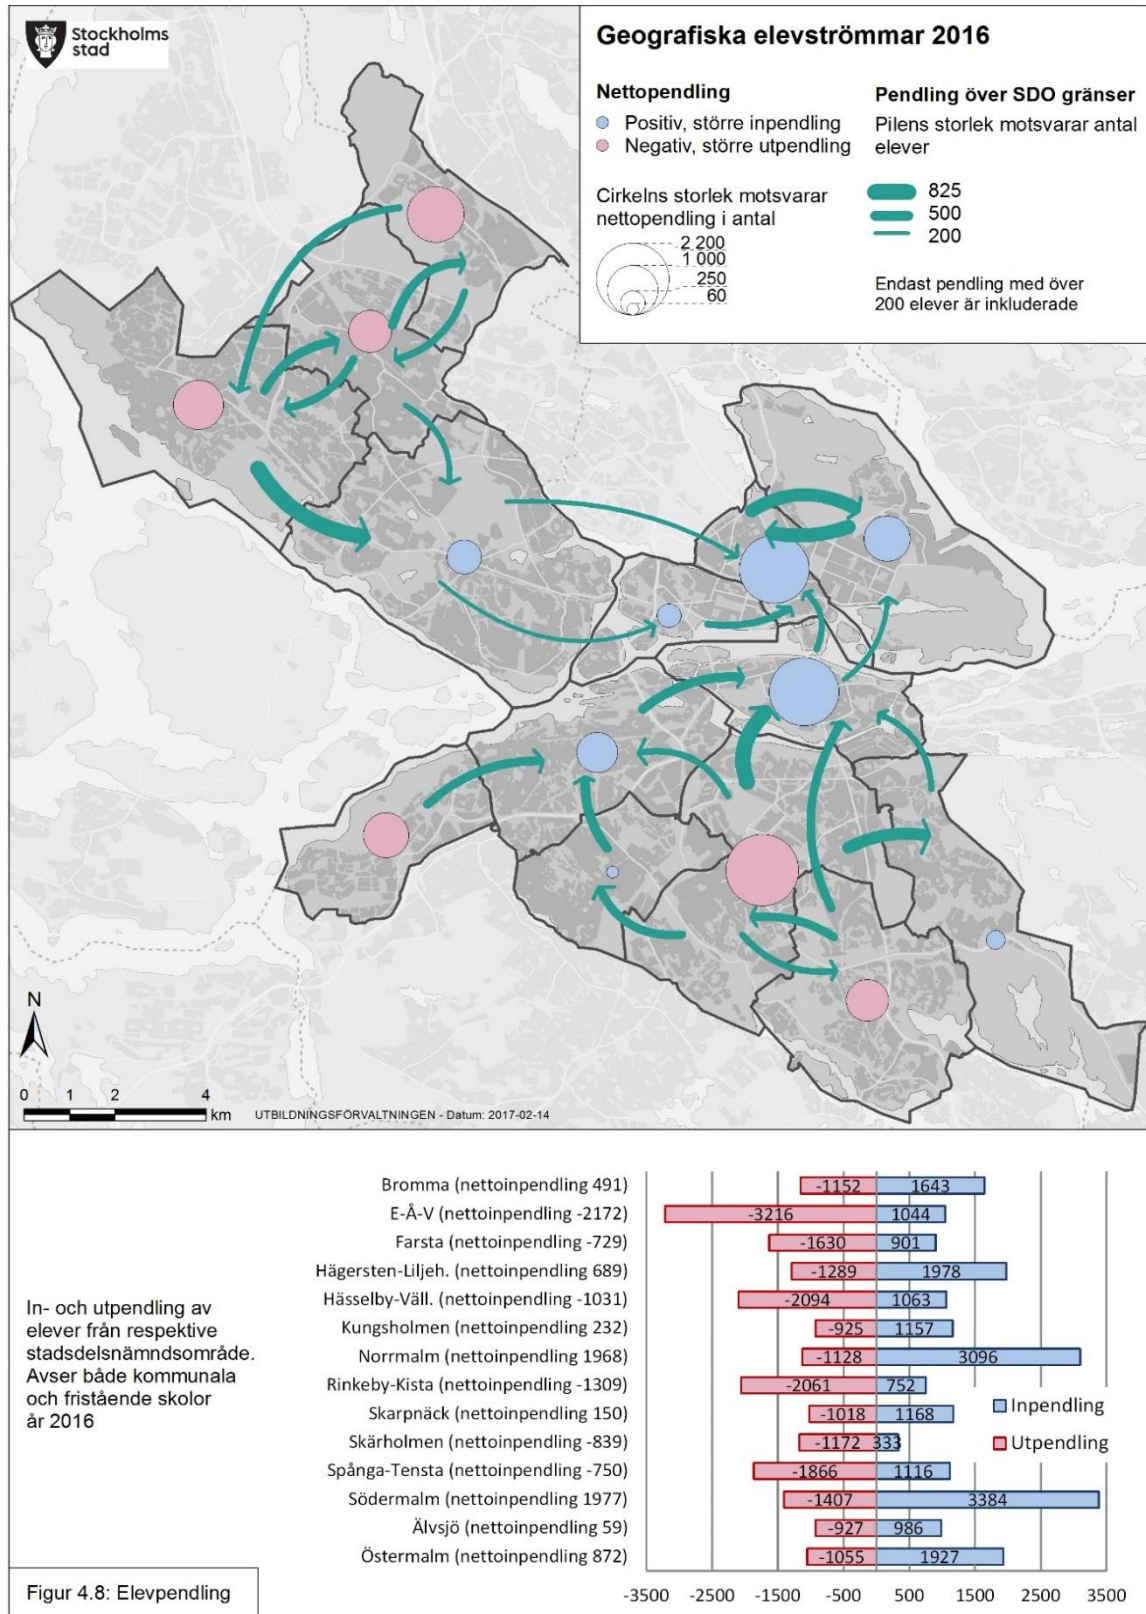 Stockholms
stad
Geografiska elevströmmar 2016
Nettopendling
Positiv, större inpendling
Negativ, större utpendling
Cirkelns storlek motsvarar
nettopendling i antal
2 200
1 000
250
60
Pendling över SDO gränser
Pilens storlek motsvarar antal
elever
825
500
200
Endast pendling med över
200 elever är inkluderade
N
0 1 2 4
km
UTBILDNINGSFÖRVALTNINGEN - Datum: 2017-02-14
In- och utpendling av
elever från respektive
stadsdelsnämndsområde.
Avser både kommunala
och fristående skolor
år 2016
Bromma (nettoinpendling 491) -1152 1643
E-Å-V (nettoinpendling -2172) -3216 1044
Farsta (nettoinpendling -729) -1630 901
Hägersten-Liljeh. (nettoinpendling 689) -1289 1978
Hässelby-Väll. (nettoinpendling -1031) -2094 1063
Kungsholmen (nettoinpendling 232) -925 1157
Norrmalm (nettoinpendling 1968) -1128 3096
Rinkeby-Kista (nettoinpendling -1309) -2061 752
Skarpnäck (nettoinpendling 150) -1018 1168
Skärholmen (nettoinpendling -839) -1172 333
Spånga-Tensta (nettoinpendling -750) -1866 1116
Södermalm (nettoinpendling 1977) -1407 3384
Älvsjö (nettoinpendling 59) -927 986
Östermalm (nettoinpendling 872) -1055 1927
Inpendling
Utpendling
-3500 -2500 -1500 -500 500 1500 2500 3500
Figur 4.8: Elevpendling